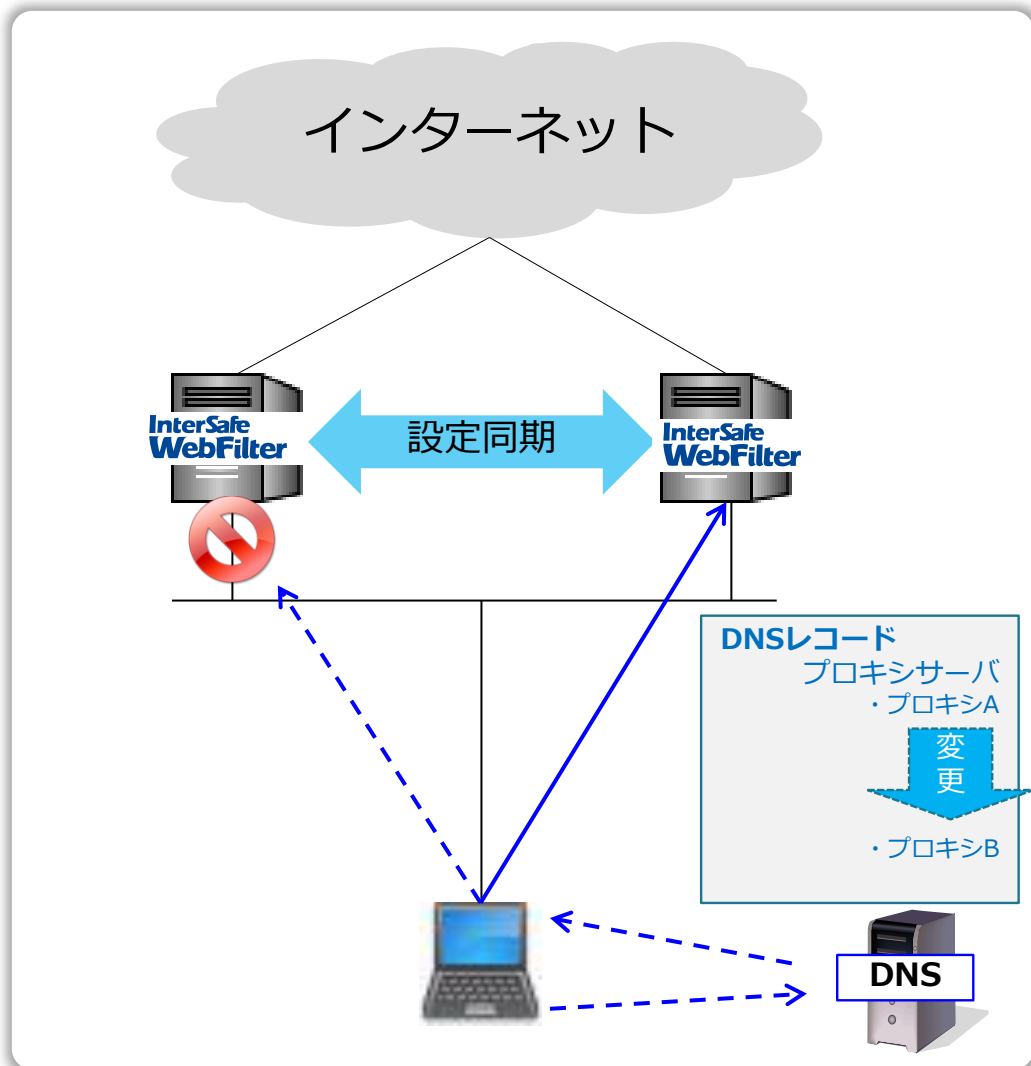 インターネット
InterSafe
WebFilter
設定同期
InterSafe
WebFilter
DNSレコード
プロキシサーバ
・プロキシA
変
更
・プロキシB
DNS